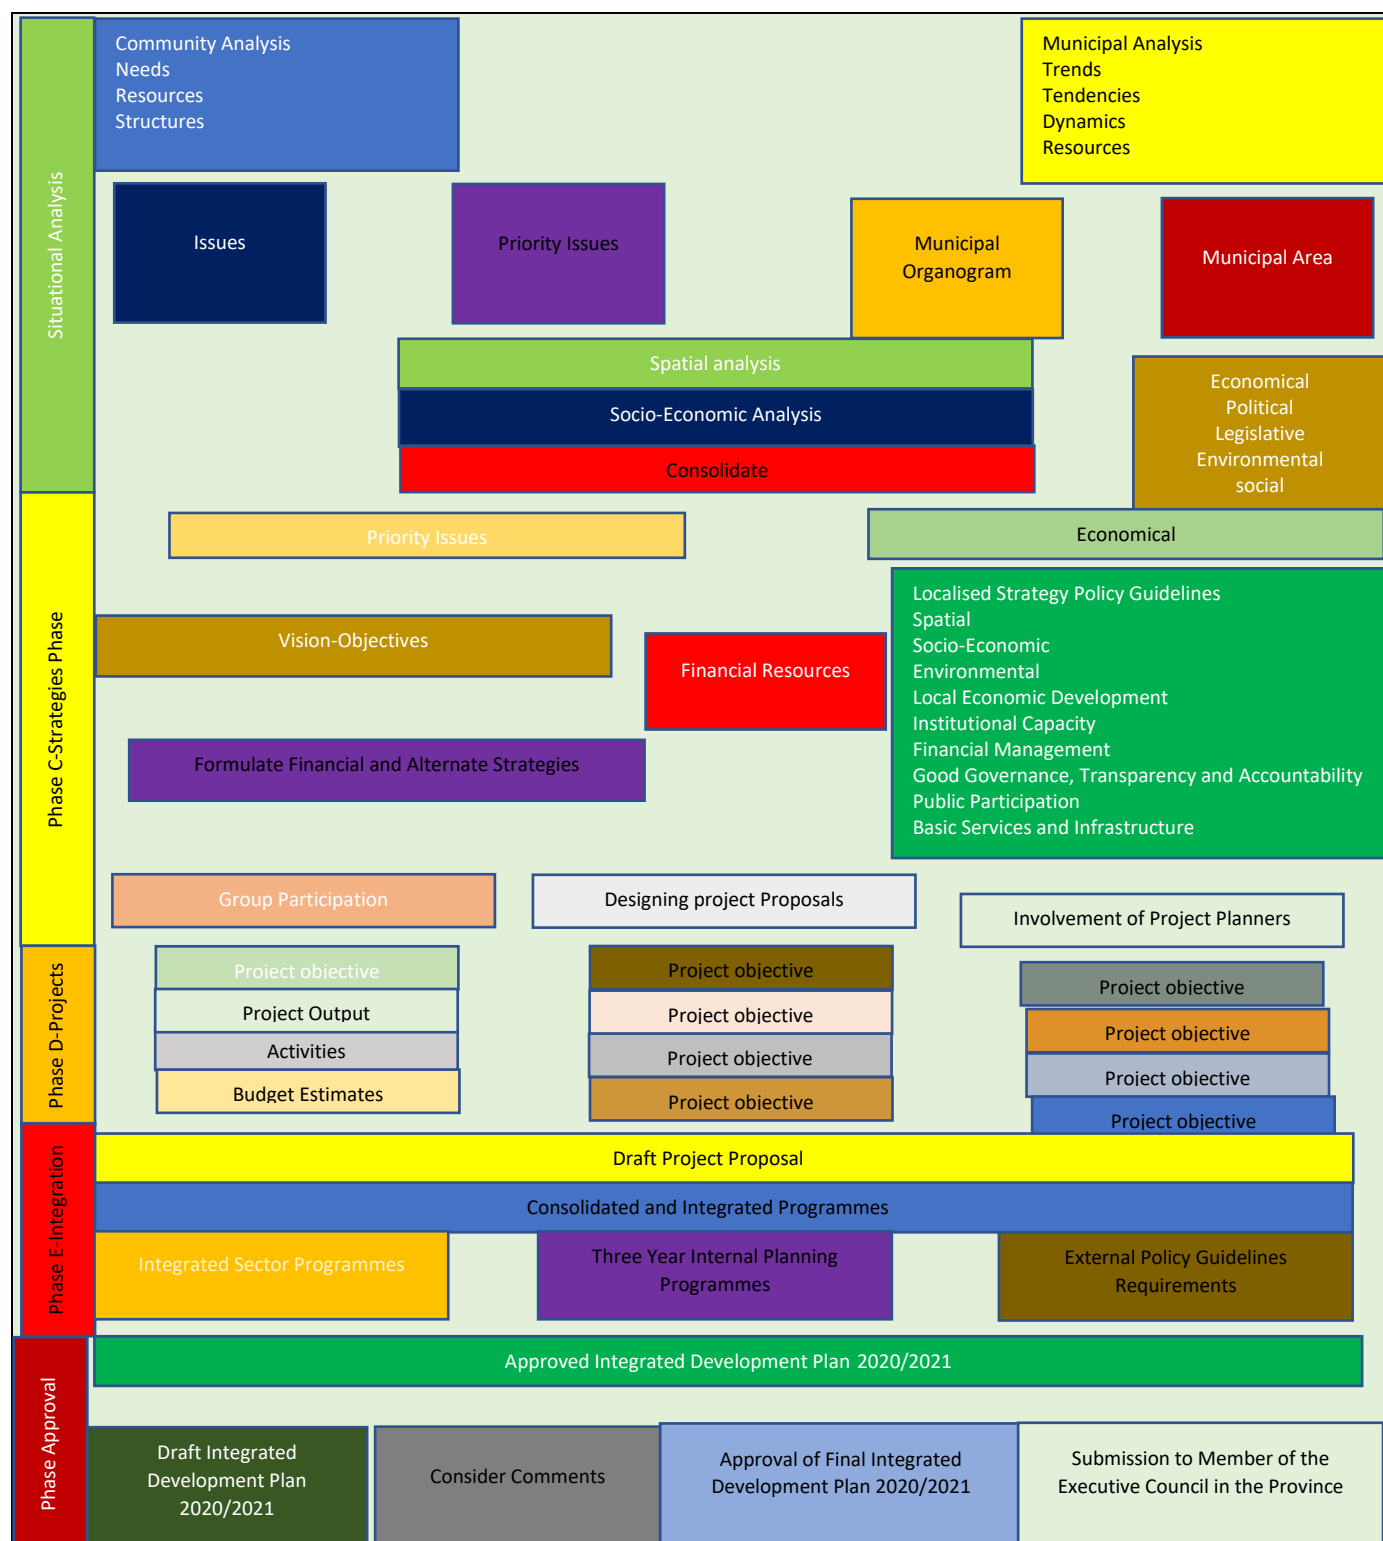 Situational Analysis
Community Analysis
Needs
Resources
Structures
Municipal Analysis
Trends
Tendencies
Dynamics
Resources
Issues
Priority Issues
Municipal
Organogram
Municipal Area
Spatial analysis
Socio-Economic Analysis
Consolidate
Economical
Political
Legislative
Environmental
social
Phase C-Strategies Phase
Priority Issues
Economical
Vision-Objectives
Financial Resources
Localised Strategy Policy Guidelines
Spatial
Socio-Economic
Environmental
Local Economic Development
Institutional Capacity
Financial Management
Good Governance, Transparency and Accountability
Public Participation
Basic Services and Infrastructure
Formulate Financial and Alternate Strategies
Group Participation
Designing project Proposals
Involvement of Project Planners
Phase D-Projects
Project objective
Project Output
Activities
Budget Estimates
Project objective
Project objective
Project objective
Project objective
Project objective
Project objective
Project objective
Project objective
Phase E-Integration
Draft Project Proposal
Consolidated and Integrated Programmes
Integrated Sector Programmes
Three Year Internal Planning
Programmes
External Policy Guidelines
Requirements
Phase Approval
Approved Integrated Development Plan 2020/2021
Draft Integrated
Development Plan
2020/2021
Consider Comments
Approval of Final Integrated
Development Plan 2020/2021
Submission to Member of the
Executive Council in the Province